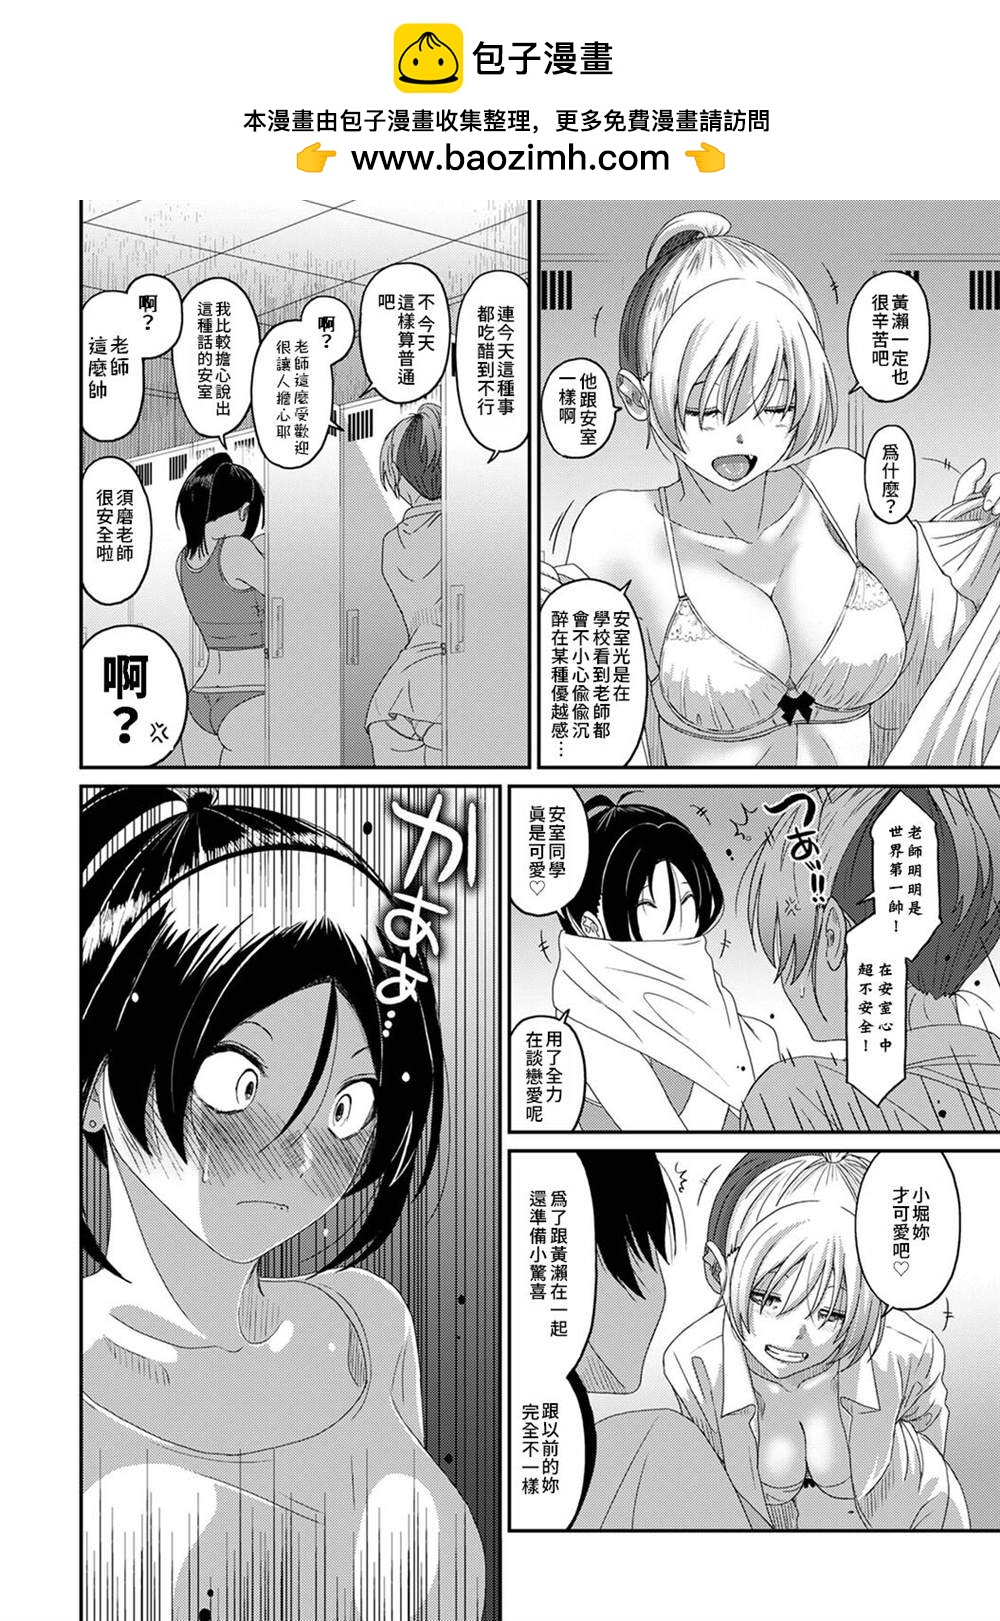 包子漫畫
本漫畫由包子漫畫收集整理，更多免費漫畫請訪問
👉 www.baozimh.com 👈
黃瀨一定也
很辛苦吧
為什麼？
他跟安室
一樣啊
安室光是在
學校看到老師都
會不小心偷偷沉
醉在某種優越感…
連今天這種事
都吃醋到不行
不今天
這樣算普通
吧
啊？
老師這麼受歡迎
很讓人擔心耶
我比較擔心說出
這種話的安室
啊？
老師
這麼帥
須磨老師
很安全啦
啊？
老師明明是
世界第一帥！
在安室心中
超不安全！
つあ゛!!
安室同學
真是可愛♡
用了全力
在談戀愛呢
小堀妳
才可愛吧♡
為了跟黃瀨在一起
還準備小驚喜
跟以前的妳
完全不一樣
かあぁぁ…